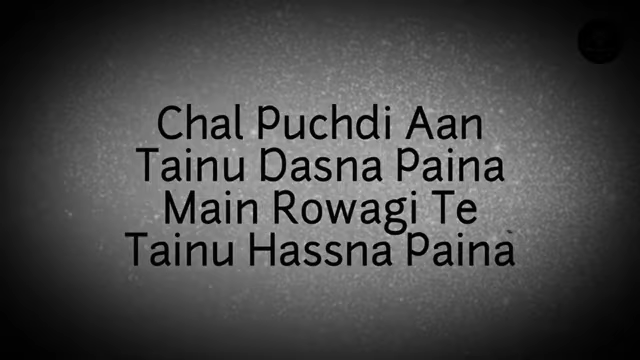 Chal Puchdi Aan
Tainu Dasna Paina
Main Rowagi Te
Tainu Hassna Paina